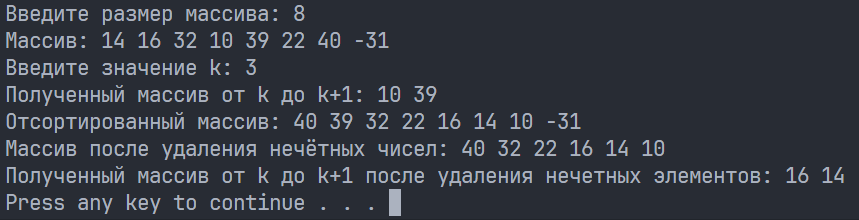 Введите размер массива: 8
Массив: 14 16 32 10 39 22 40 -31
Введите значение k: 3
Полученный массив от k до k+1: 10 39
Отсортированный массив: 40 39 32 22 16 14 10 -31
Массив после удаления нечётных чисел: 40 32 22 16 14 10
Полученный массив от k до k+1 после удаления нечетных элементов: 16 14
Press any key to continue . . .